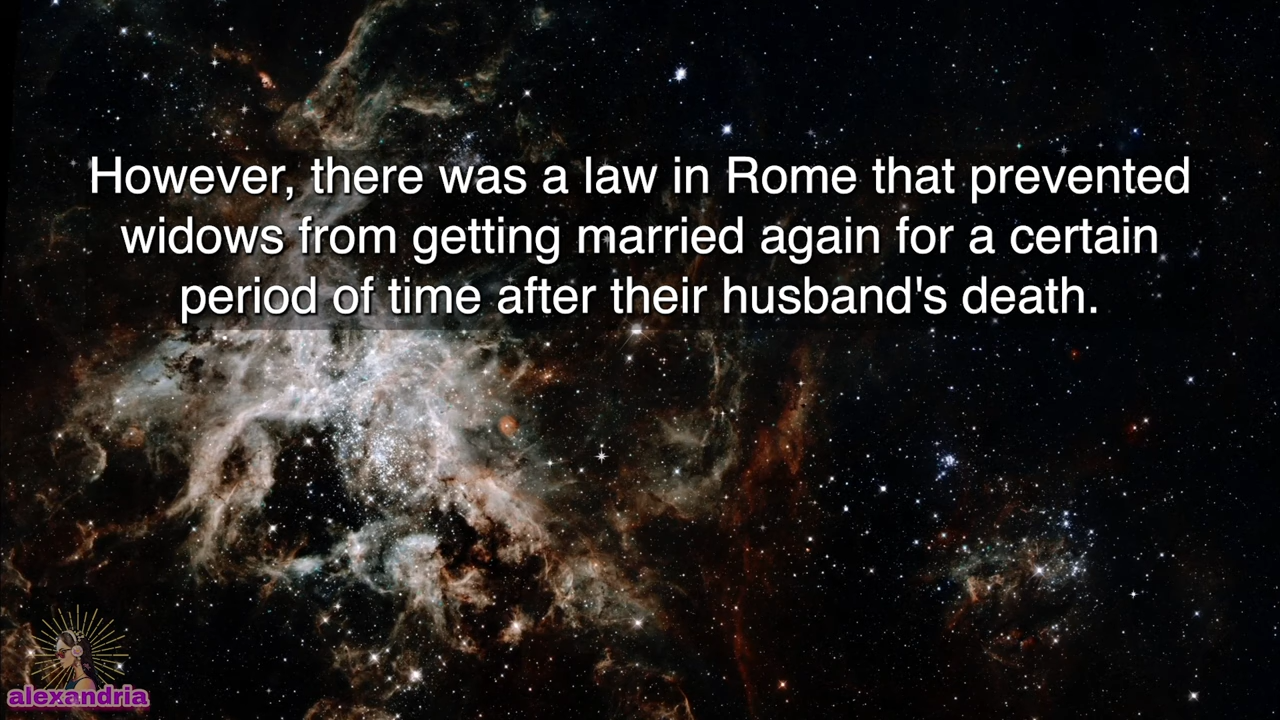 However, there was a law in Rome that prevented
widows from getting married again for a certain
period of time after their husband's death.
alexandria